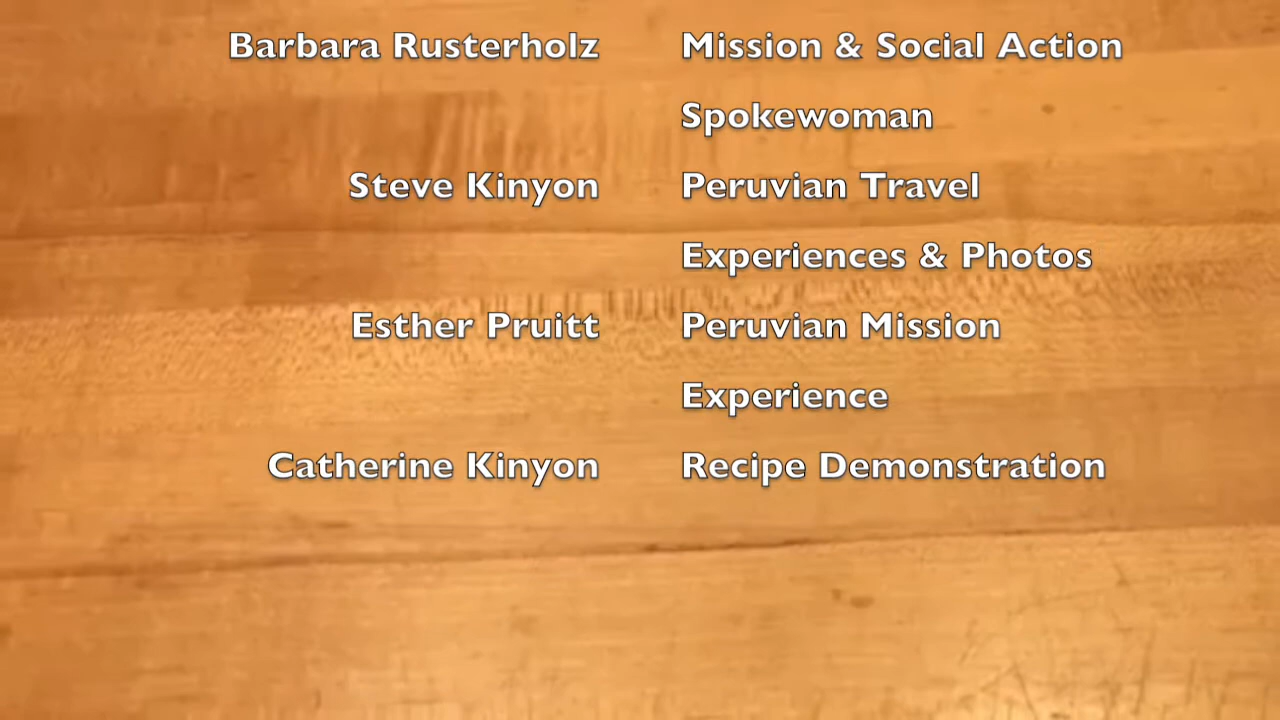 Barbara Rusterholz Mission & Social Action
Spokewoman
Steve Kinyon Peruvian Travel
Experiences & Photos
Esther Pruitt Peruvian Mission
Experience
Catherine Kinyon Recipe Demonstration